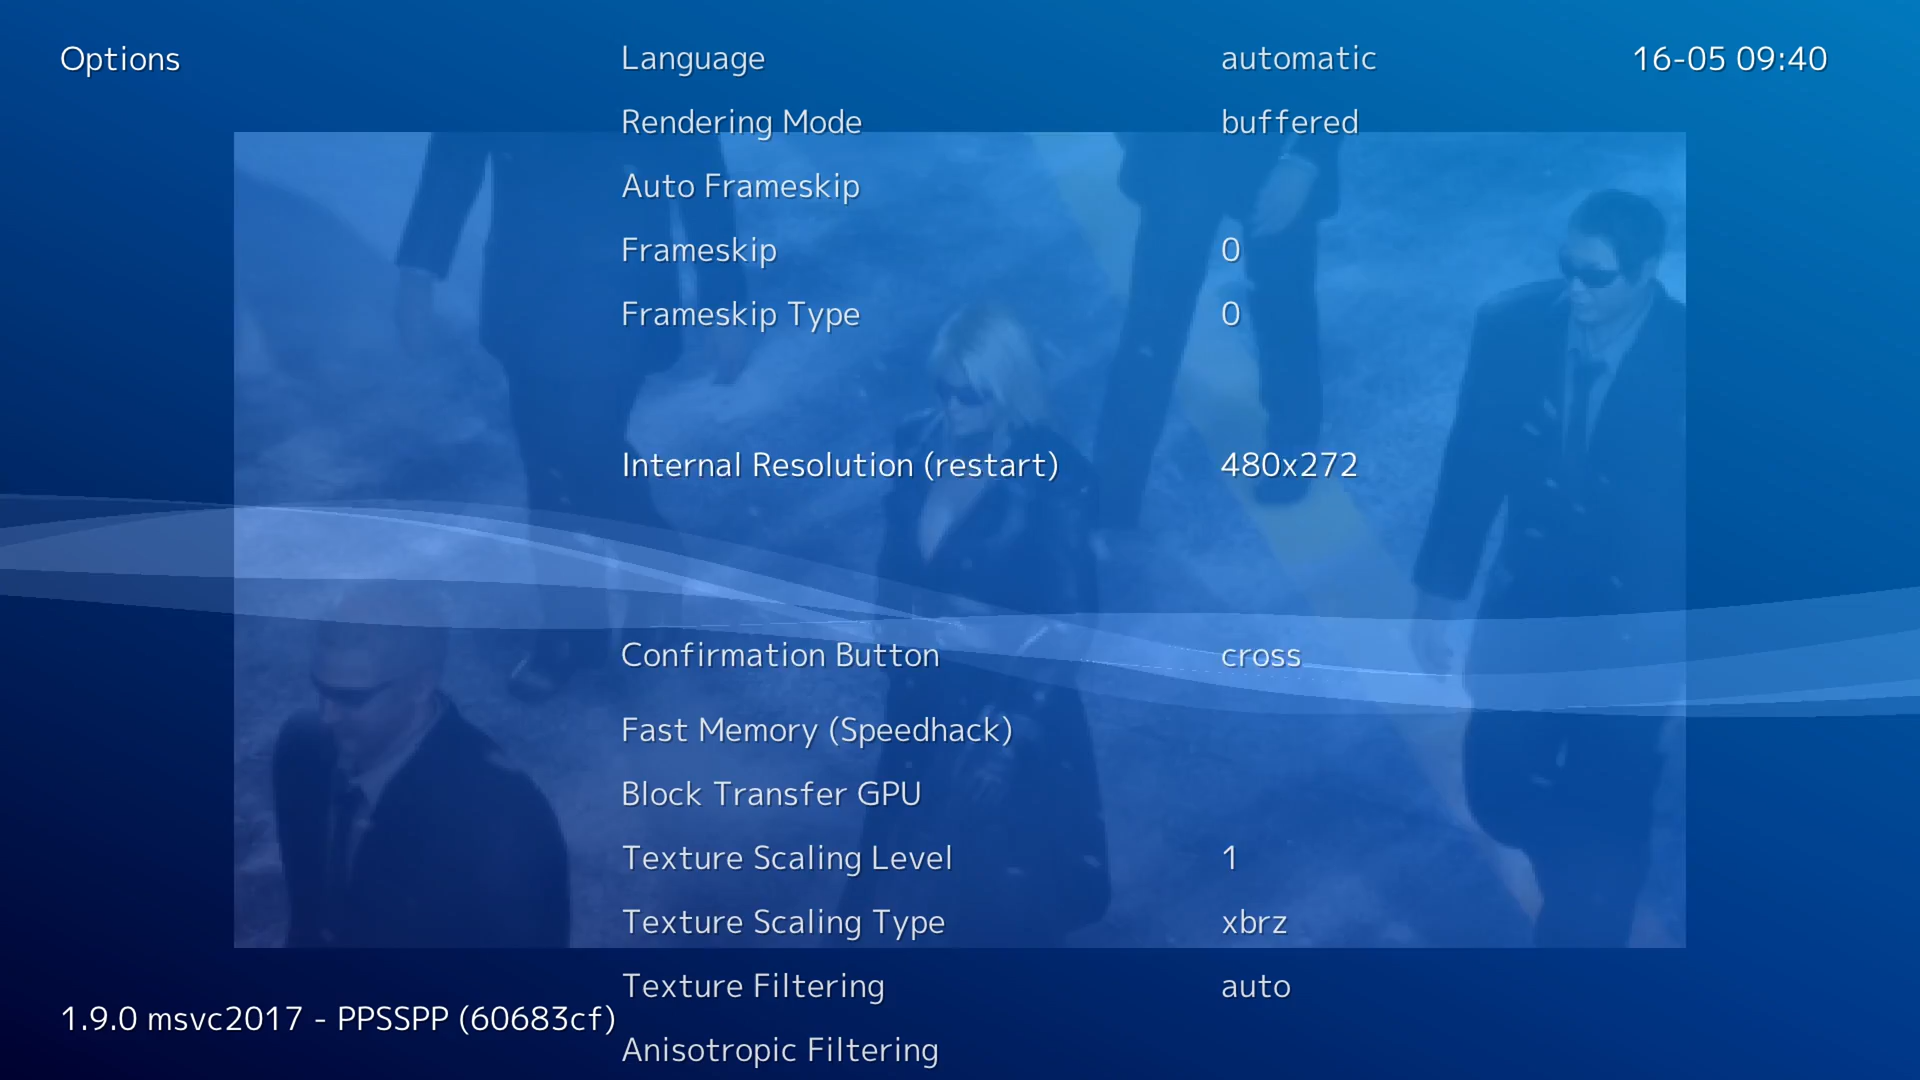 Options
Language automatic
16-05 09:40
Rendering Mode buffered
Auto Frameskip
Frameskip 0
Frameskip Type 0
Internal Resolution (restart) 480x272
Confirmation Button cross
Fast Memory (Speedhack)
Block Transfer GPU
Texture Scaling Level 1
Texture Scaling Type xbrz
Texture Filtering auto
1.9.0 msvc2017 - PPSSPP (60683cf)
Anisotropic Filtering